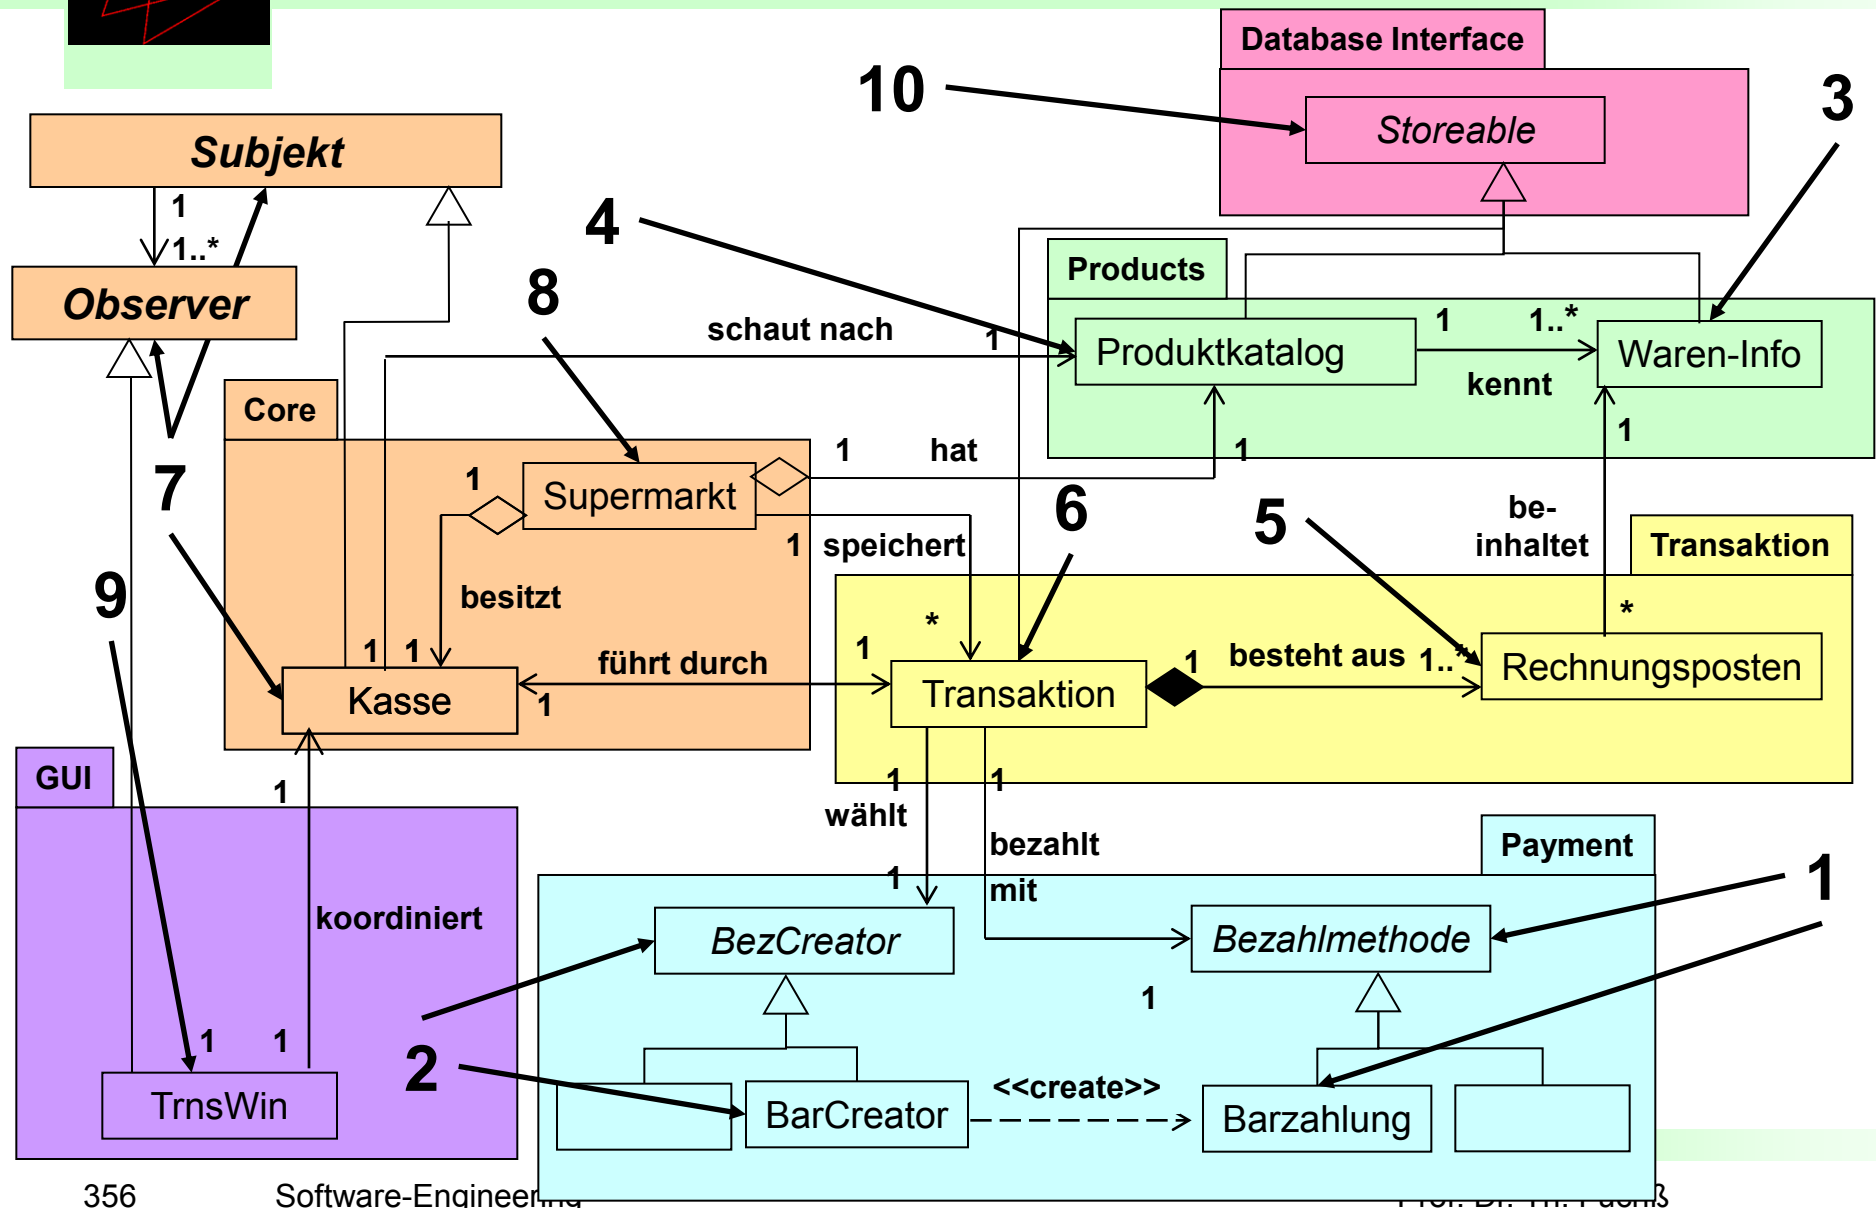 Database Interface
10
3
Storeable
Subjekt
1
1..*
4
Products
Observer
8
schaut nach
1
1
1..*
Produktkatalog
Waren-Info
kennt
Core
1
7
1
Supermarkt
1
hat
1
6
5
be-
inhaltet
Transaktion
1
speichert
9
besitzt
*
*
1
1
führt durch
1
1
besteht aus
1..*
Rechnungsposten
Kasse
1
Transaktion
GUI
1
1
1
wählt
bezahlt
mit
Payment
1
1
koordiniert
BezCreator
Bezahlmethode
1
1
1
2
<<create>>
TrnsWin
BarCreator
Barzahlung
356
Software-Engineering